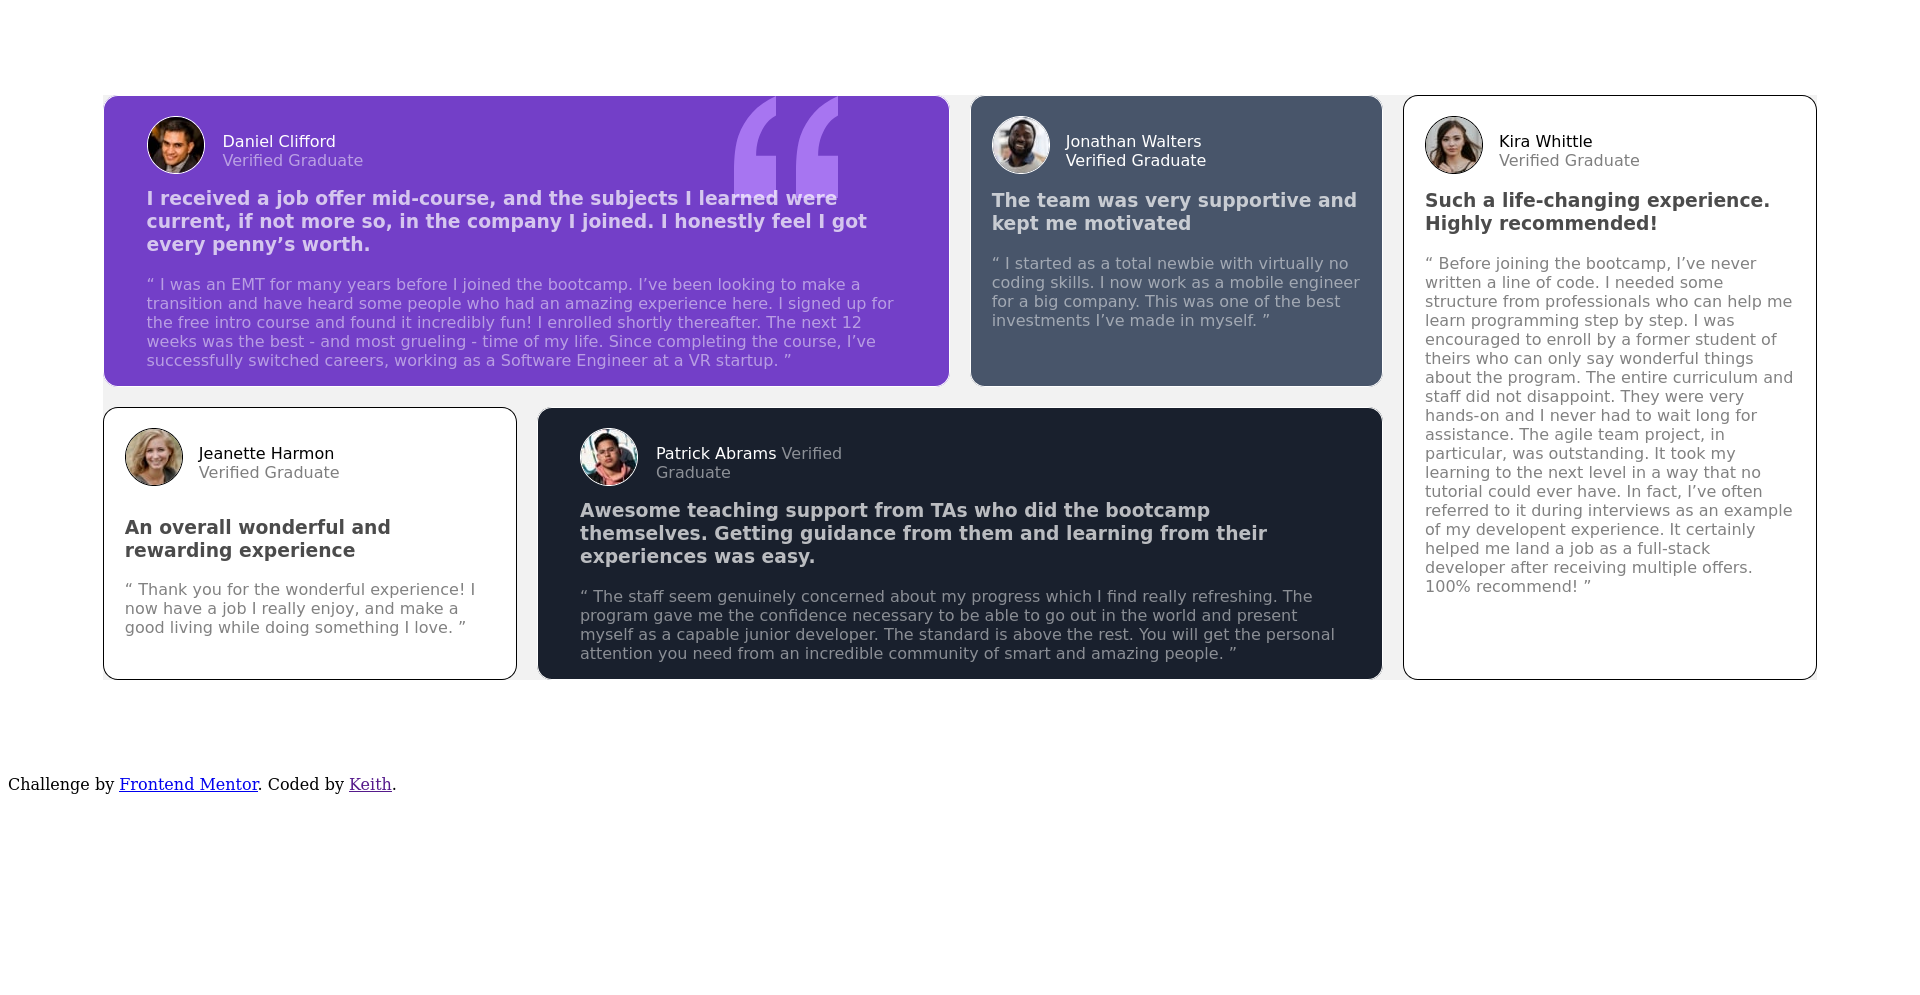 Daniel Clifford
Verified Graduate
I received a job offer mid-course, and the subjects I learned were
current, if not more so, in the company I joined. I honestly feel I got
every penny’s worth.
“ I was an EMT for many years before I joined the bootcamp. I’ve been looking to make a
transition and have heard some people who had an amazing experience here. I signed up for
the free intro course and found it incredibly fun! I enrolled shortly thereafter. The next 12
weeks was the best - and most grueling - time of my life. Since completing the course, I’ve
successfully switched careers, working as a Software Engineer at a VR startup. ”
Jonathan Walters
Verified Graduate
The team was very supportive and
kept me motivated
“ I started as a total newbie with virtually no
coding skills. I now work as a mobile engineer
for a big company. This was one of the best
investments I’ve made in myself. ”
Kira Whittle
Verified Graduate
Such a life-changing experience.
Highly recommended!
“ Before joining the bootcamp, I’ve never
written a line of code. I needed some
structure from professionals who can help me
learn programming step by step. I was
encouraged to enroll by a former student of
theirs who can only say wonderful things
about the program. The entire curriculum and
staff did not disappoint. They were very
hands-on and I never had to wait long for
assistance. The agile team project, in
particular, was outstanding. It took my
learning to the next level in a way that no
tutorial could ever have. In fact, I’ve often
referred to it during interviews as an example
of my developent experience. It certainly
helped me land a job as a full-stack
developer after receiving multiple offers.
100% recommend! ”
Jeanette Harmon
Verified Graduate
An overall wonderful and
rewarding experience
“ Thank you for the wonderful experience! I
now have a job I really enjoy, and make a
good living while doing something I love. ”
Patrick Abrams Verified
Graduate
Awesome teaching support from TAs who did the bootcamp
themselves. Getting guidance from them and learning from their
experiences was easy.
“ The staff seem genuinely concerned about my progress which I find really refreshing. The
program gave me the confidence necessary to be able to go out in the world and present
myself as a capable junior developer. The standard is above the rest. You will get the personal
attention you need from an incredible community of smart and amazing people. ”
Challenge by Frontend Mentor. Coded by Keith.